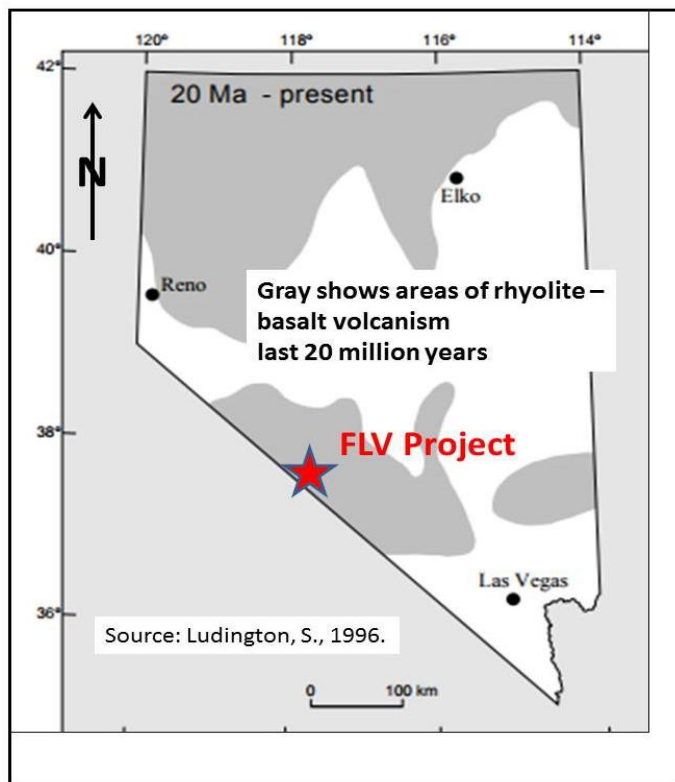 120° 118° 116° 114°
42°
20 Ma - present
N
Elko
40°
Reno
Gray shows areas of rhyolite –
basalt volcanism
last 20 million years
38°
FLV Project
Las Vegas
36°
Source: Ludington, S., 1996.
0 100 km